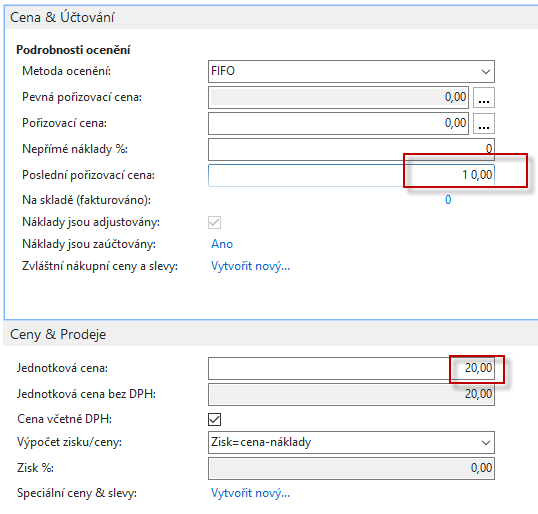 Cena & Účtování
Podrobnosti ocenění
Metoda ocenění: FIFO
Pevná pořizovací cena: 0,00 ...
Pořizovací cena: 0,00 ...
Nepřímé náklady %: 0
Poslední pořizovací cena: 1 0,00
Na skladě (fakturováno): 0
Náklady jsou adjustovány:
Náklady jsou zaúčtovány: Ano
Zvláštní nákupní ceny a slevy: Vytvořit nový...
Ceny & Prodeje
Jednotková cena: 20,00
Jednotková cena bez DPH: 20,00
Cena včetně DPH:
Výpočet zisku/ceny: Zisk=cena-náklady
Zisk %: 0,00
Speciální ceny & slevy: Vytvořit nový...